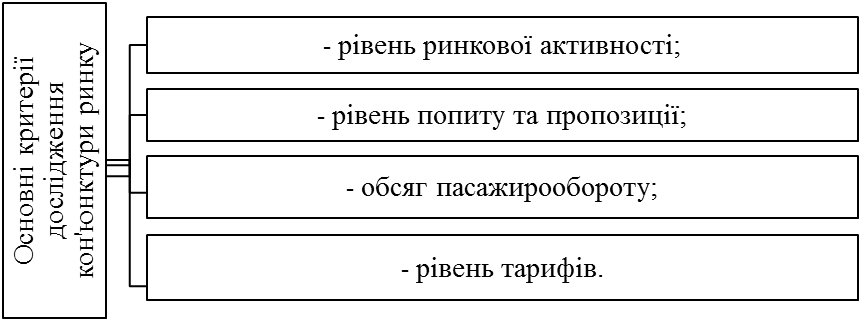 Основні критерії
дослідження
кон'юнктури ринку
- рівень ринкової активності;
- рівень попиту та пропозиції;
- обсяг пасажирообороту;
- рівень тарифів.